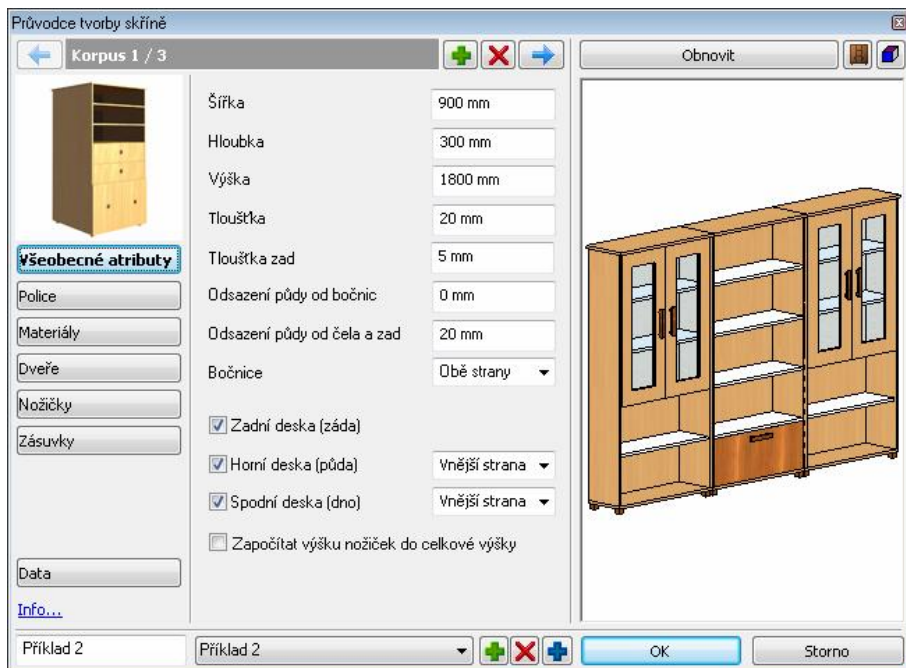 Průvodce tvorby skříně
Korpus 1 / 3
Obnovit
Všeobecné atributy
Police
Materiály
Dveře
Nožičky
Zásuvky
Data
Info...
Šířka 900 mm
Hloubka 300 mm
Výška 1800 mm
Tloušťka 20 mm
Tloušťka zad 5 mm
Odsazení půdy od bočnic 0 mm
Odsazení půdy od čela a zad 20 mm
Bočnice Obě strany
Zadní deska (záda)
Horní deska (půda) Vnější strana
Spodní deska (dno) Vnější strana
Započítat výšku nožiček do celkové výšky
Příklad 2 Příklad 2 OK Storno